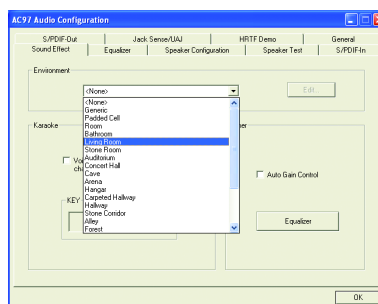 AC97 Audio Configuration
S/PDIF-Out Jack Sense/UAJ HRTF Demo General
Sound Effect Equalizer Speaker Configuration Speaker Test S/PDIF-In
Environment
<None>
Edit...
<None>
Generic
Padded Cell
Room
Bathroom
Living Room
Stone Room
Auditorium
Concert Hall
Cave
Arena
Hangar
Carpeted Hallway
Hallway
Stone Corridor
Alley
Forest
Karaoke
Auto Gain Control
KEY
Equalizer
OK